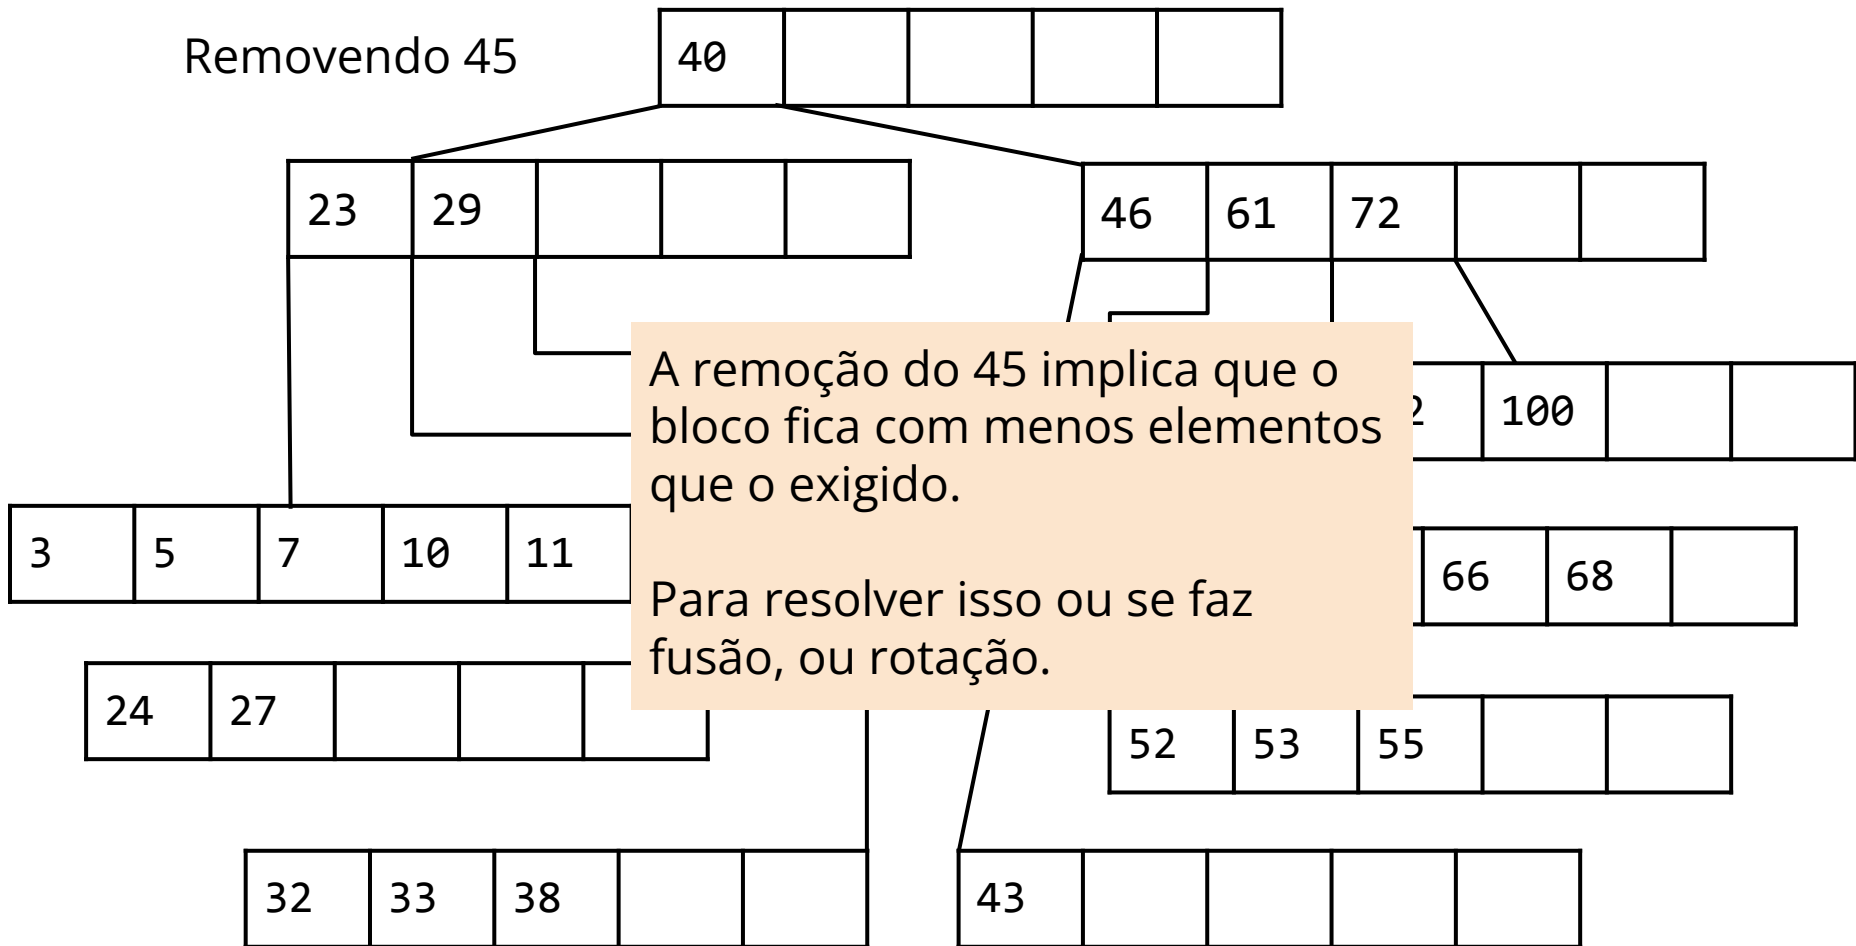 Removendo 45
40
23 29
46 61 72
A remoção do 45 implica que o
bloco fica com menos elementos
que o exigido.
Para resolver isso ou se faz
fusão, ou rotação.
100
3 5 7 10 11
66 68
24 27
52 53 55
32 33 38
43